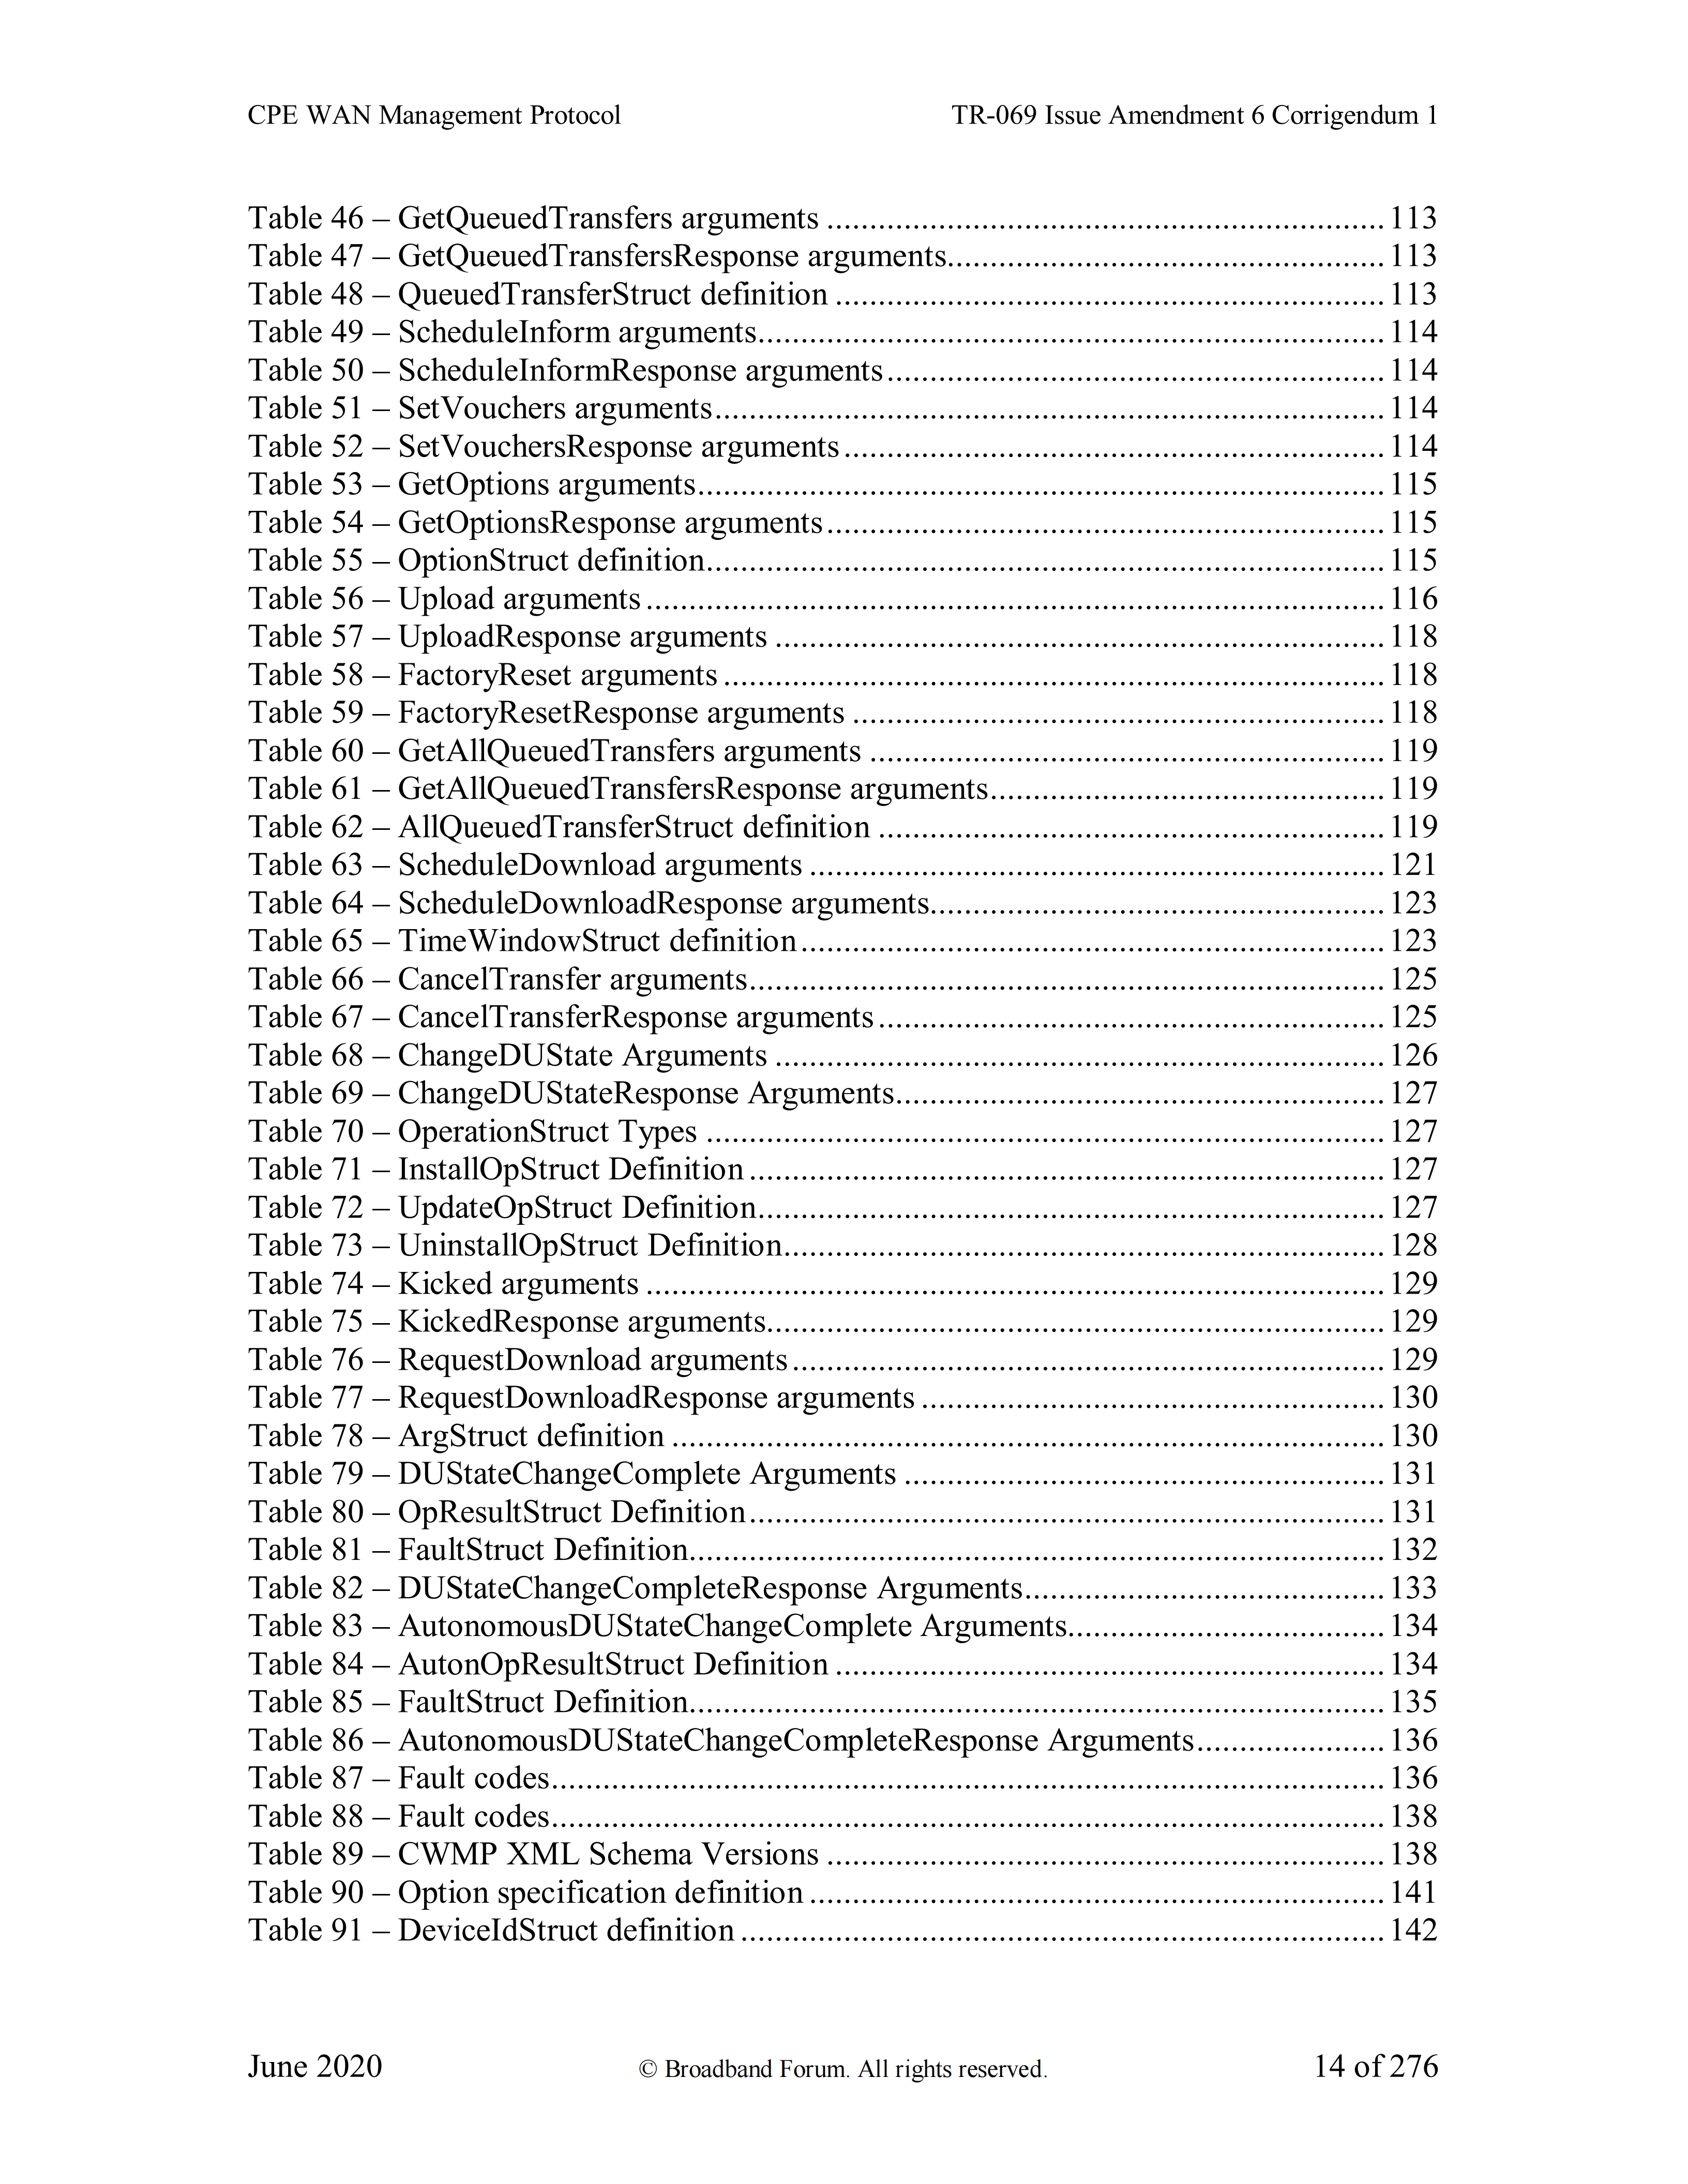 CPE WAN Management Protocol TR-069 Issue Amendment 6 Corrigendum 1
Table 46 – GetQueuedTransfers arguments ........ 113
Table 47 – GetQueuedTransfersResponse arguments........ 113
Table 48 – QueuedTransferStruct definition ........ 113
Table 49 – ScheduleInform arguments........ 114
Table 50 – ScheduleInformResponse arguments........ 114
Table 51 – SetVouchers arguments........ 114
Table 52 – SetVouchersResponse arguments........ 114
Table 53 – GetOptions arguments........ 115
Table 54 – GetOptionsResponse arguments........ 115
Table 55 – OptionStruct definition........ 115
Table 56 – Upload arguments........ 116
Table 57 – UploadResponse arguments ........ 118
Table 58 – FactoryReset arguments ........ 118
Table 59 – FactoryResetResponse arguments ........ 118
Table 60 – GetAllQueuedTransfers arguments ........ 119
Table 61 – GetAllQueuedTransfersResponse arguments........ 119
Table 62 – AllQueuedTransferStruct definition ........ 119
Table 63 – ScheduleDownload arguments ........ 121
Table 64 – ScheduleDownloadResponse arguments........ 123
Table 65 – TimeWindowStruct definition........ 123
Table 66 – CancelTransfer arguments........ 125
Table 67 – CancelTransferResponse arguments........ 125
Table 68 – ChangeDUState Arguments ........ 126
Table 69 – ChangeDUStateResponse Arguments........ 127
Table 70 – OperationStruct Types ........ 127
Table 71 – InstallOpStruct Definition........ 127
Table 72 – UpdateOpStruct Definition........ 127
Table 73 – UninstallOpStruct Definition........ 128
Table 74 – Kicked arguments ........ 129
Table 75 – KickedResponse arguments........ 129
Table 76 – RequestDownload arguments........ 129
Table 77 – RequestDownloadResponse arguments ........ 130
Table 78 – ArgStruct definition ........ 130
Table 79 – DUStateChangeComplete Arguments ........ 131
Table 80 – OpResultStruct Definition........ 131
Table 81 – FaultStruct Definition........ 132
Table 82 – DUStateChangeCompleteResponse Arguments........ 133
Table 83 – AutonomousDUStateChangeComplete Arguments........ 134
Table 84 – AutonOpResultStruct Definition ........ 134
Table 85 – FaultStruct Definition........ 135
Table 86 – AutonomousDUStateChangeCompleteResponse Arguments........ 136
Table 87 – Fault codes........ 136
Table 88 – Fault codes........ 138
Table 89 – CWMP XML Schema Versions ........ 138
Table 90 – Option specification definition ........ 141
Table 91 – DeviceIdStruct definition ........ 142
June 2020 © Broadband Forum. All rights reserved. 14 of 276